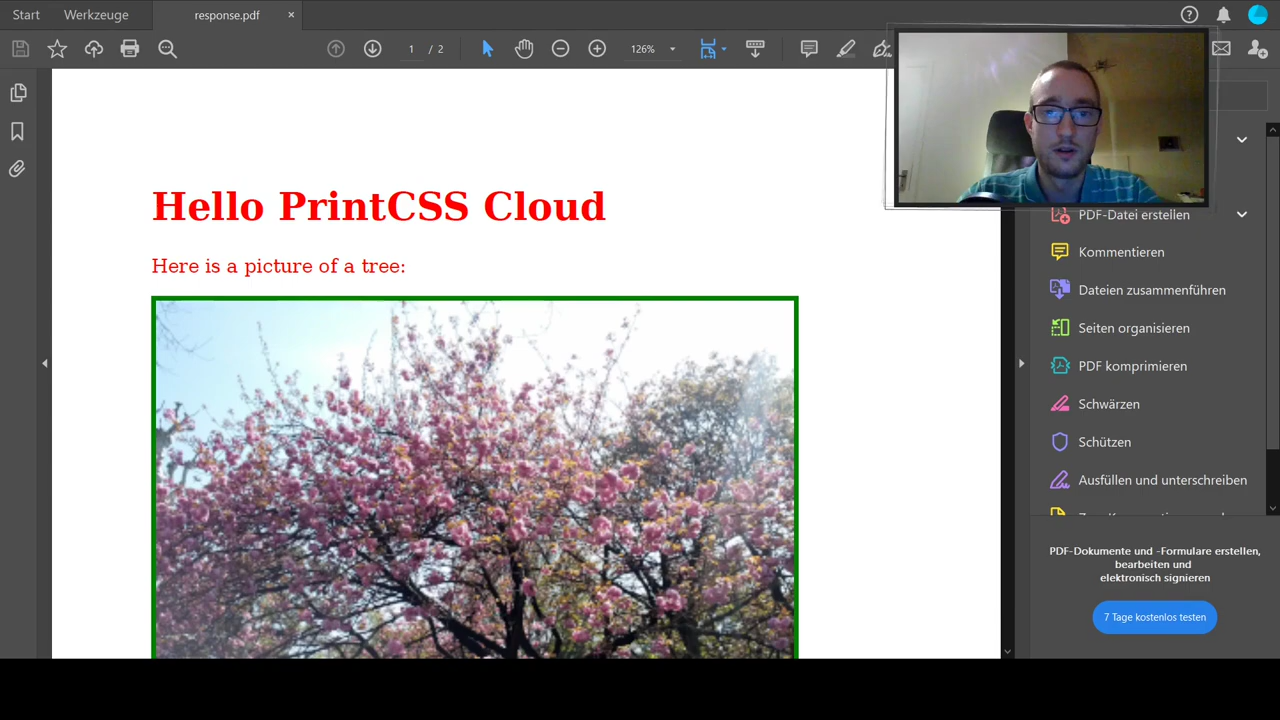 Start
Werkzeuge
response.pdf
1 / 2
126%
Hello PrintCSS Cloud
Here is a picture of a tree:
PDF-Datei erstellen
Kommentieren
Dateien zusammenführen
Seiten organisieren
PDF komprimieren
Schwärzen
Schützen
Ausfüllen und unterschreiben
PDF-Dokumente und -Formulare erstellen,
bearbeiten und
elektronisch signieren
7 Tage kostenlos testen